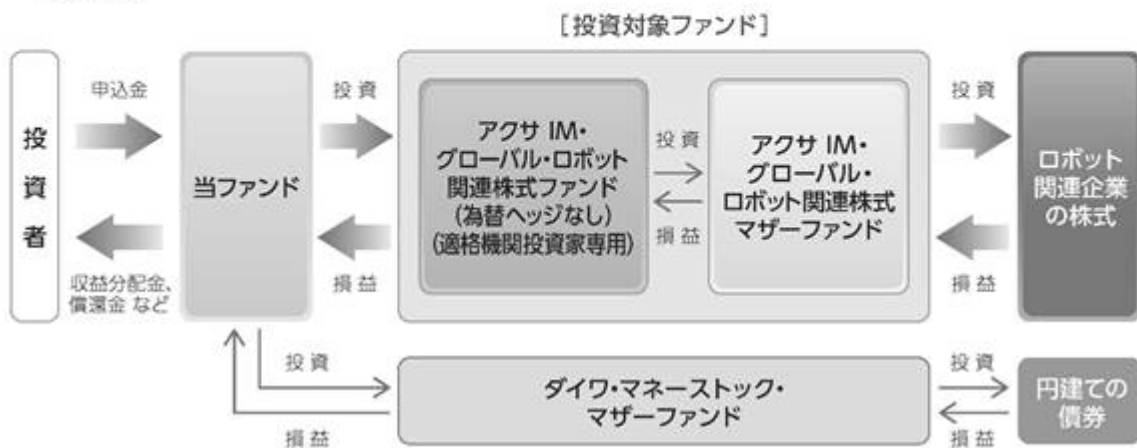 [投資対象ファンド]
投資者
申込金
収益分配金、
償還金 など
当ファンド
投資
損益
アクサ IM・
グローバル・ロボット
関連株式ファンド
(為替ヘッジなし)
(適格機関投資家専用)
投資
損益
アクサ IM・
グローバル・
ロボット関連株式
マザーファンド
投資
損益
ロボット
関連企業
の株式
投資
損益
ダイワ・マネーストック・
マザーファンド
投資
損益
円建ての
債券